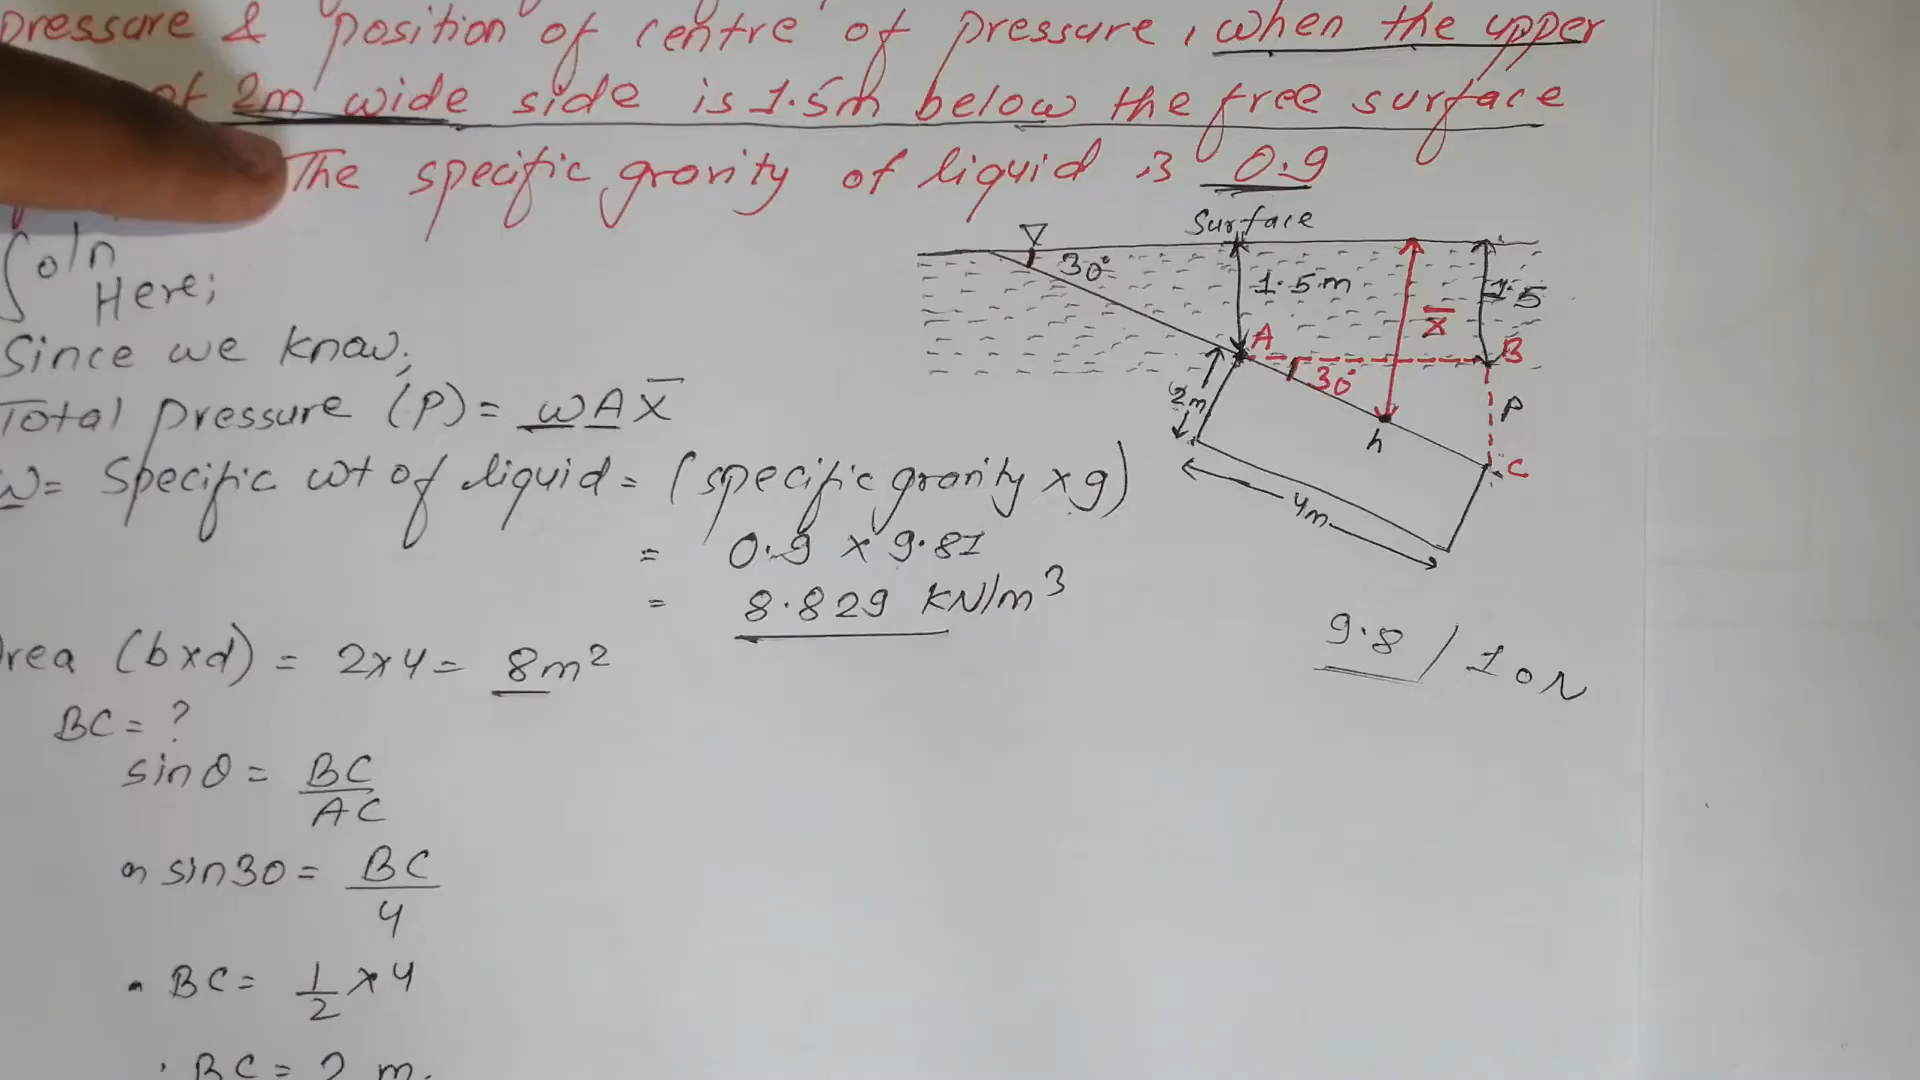 pressure & position of centre of pressure, when the upper
of 2m wide side is 1.5m below the free surface
The specific gravity of liquid is 0.9
Soln
Here;
Since we know;
Total pressure (P) = wAx̄
w = Specific wt of liquid = (specific gravity x g)
= 0.9 x 9.81
= 8.829 KN/m³
Area (bxd) = 2x4 = 8m²
BC = ?
sinθ = BC/AC
sin30 = BC/4
BC = 1/2 x 4
BC = 2 m.
Surface
30°
1.5m
x̄
1.5
A
B
30°
2m
P
h
C
4m
9.8 / 10N